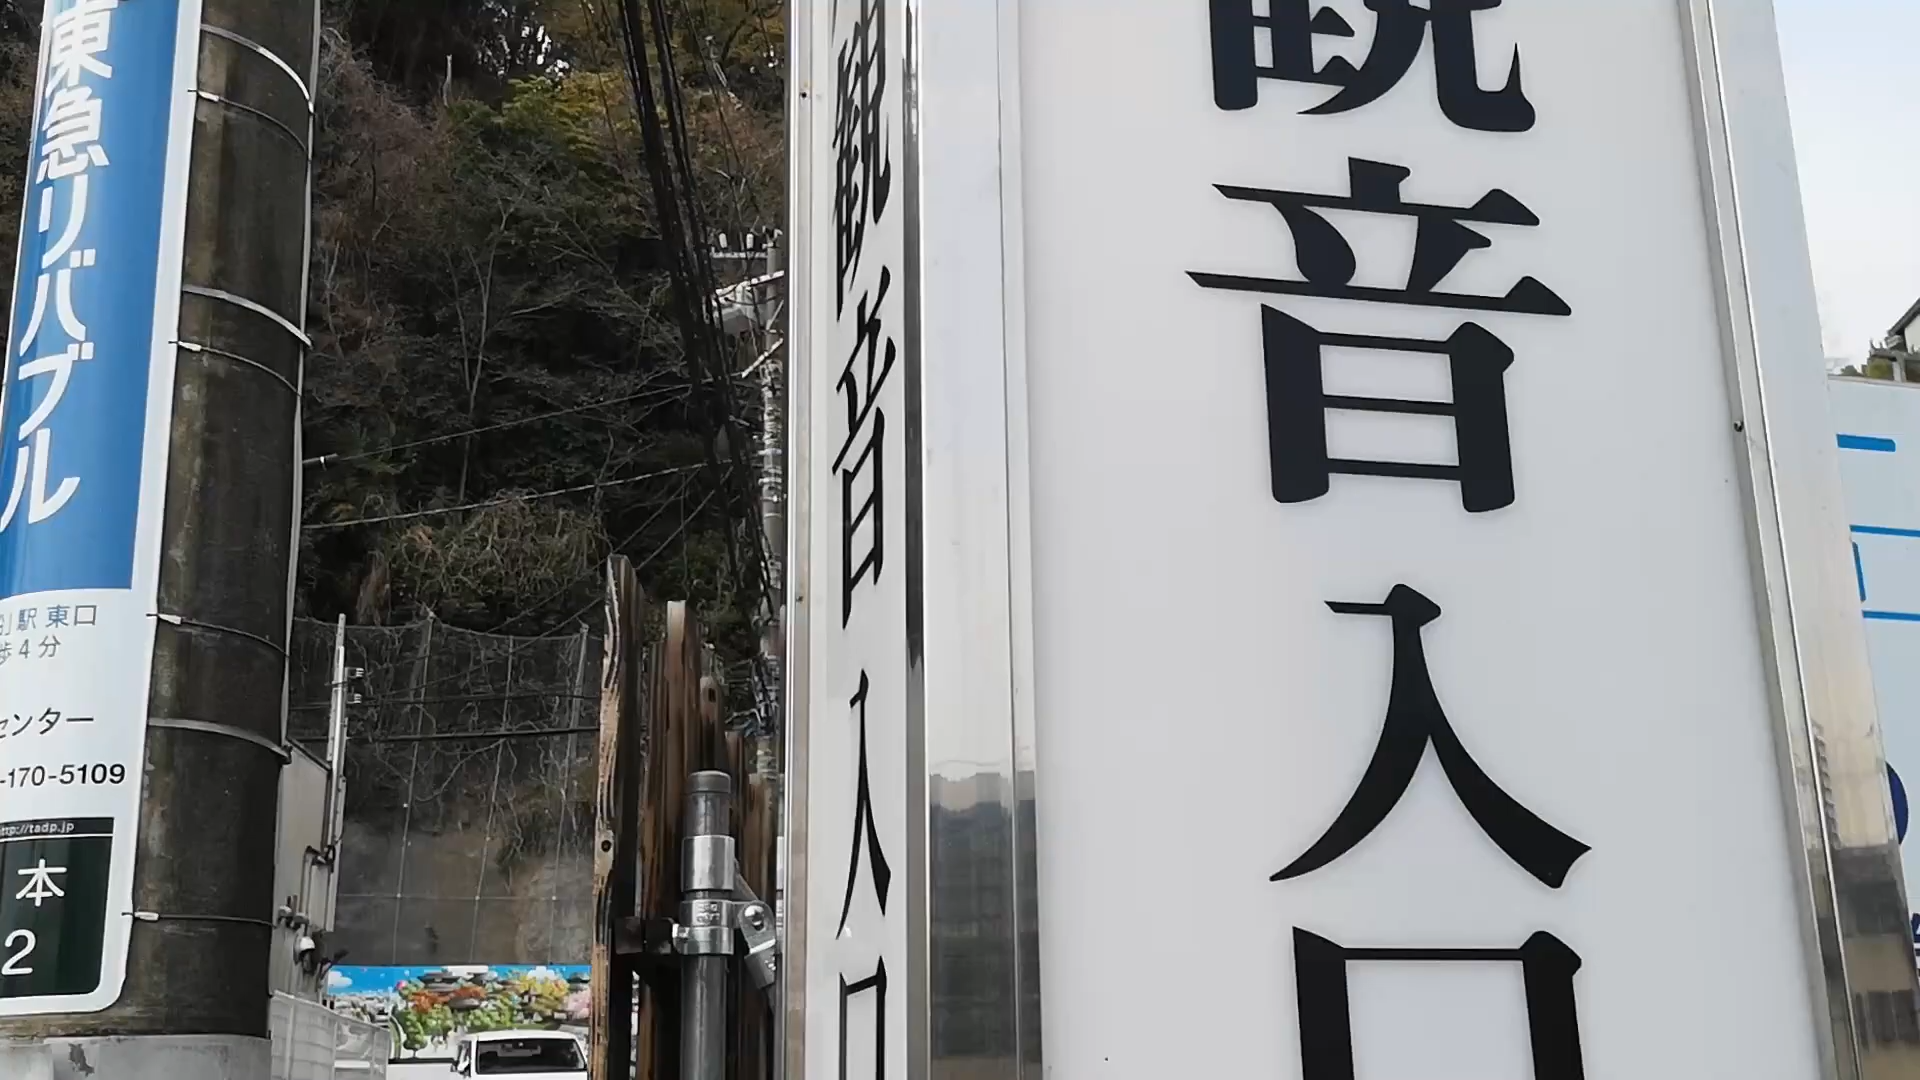 東急リバブル
駅 東口
歩4分
センター
-170-5109
http://tadp.jp
本
2
観音入口
観音入口